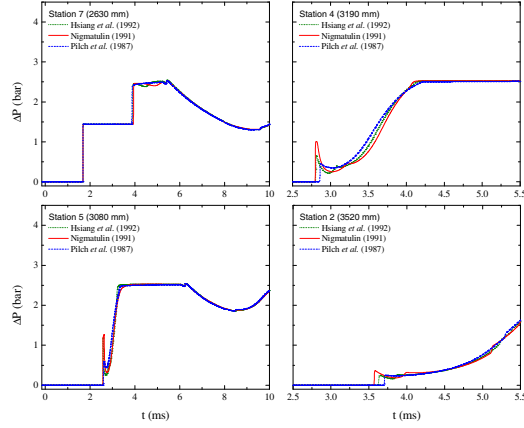 Station 7 (2630 mm)
Hsiang et al. (1992)
Nigmatulin (1991)
Pilch et al. (1987)
ΔP (bar)
4
3
2
1
0
0 2 4 6 8 10
Station 4 (3190 mm)
Hsiang et al. (1992)
Nigmatulin (1991)
Pilch et al. (1987)
2.5 3.0 3.5 4.0 4.5 5.0 5.5
Station 5 (3080 mm)
Hsiang et al. (1992)
Nigmatulin (1991)
Pilch et al. (1987)
ΔP (bar)
4
3
2
1
0
0 2 4 6 8 10
t (ms)
Station 2 (3520 mm)
Hsiang et al. (1992)
Nigmatulin (1991)
Pilch et al. (1987)
2.5 3.0 3.5 4.0 4.5 5.0 5.5
t (ms)